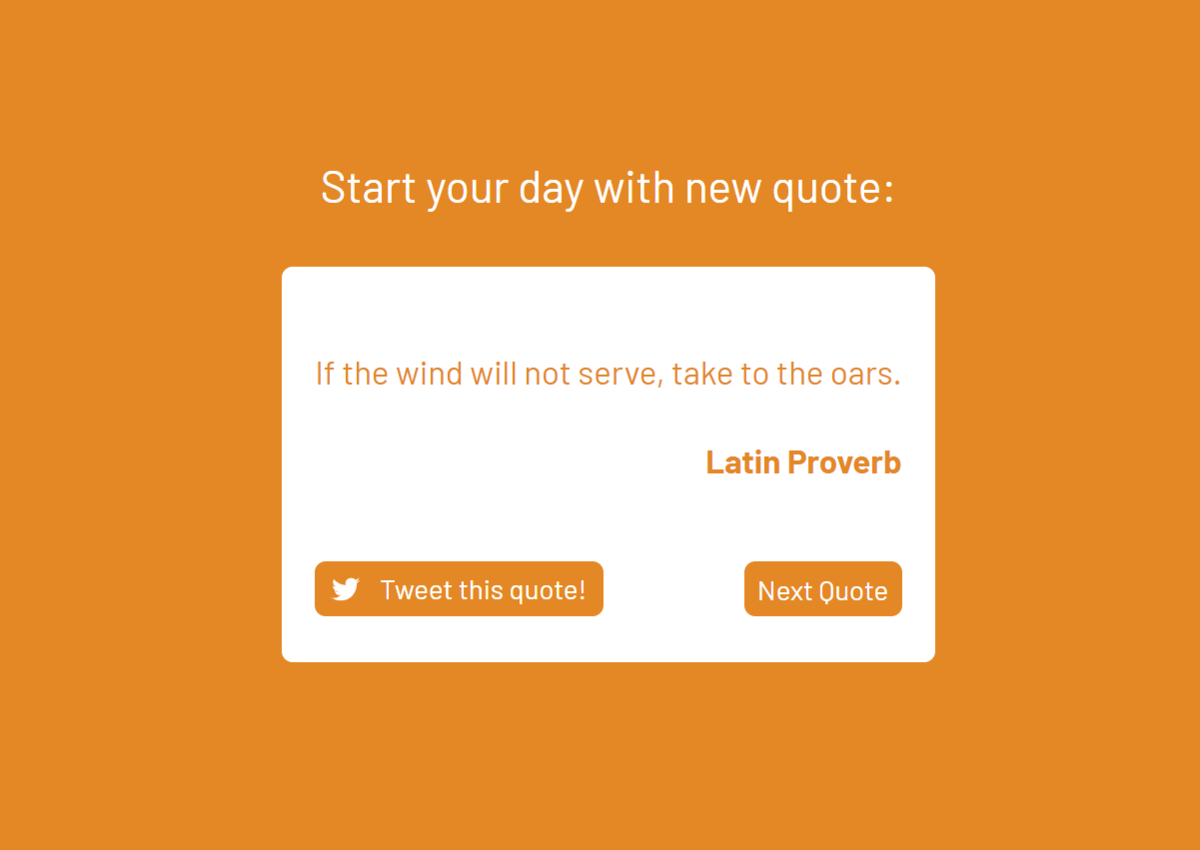 Start your day with new quote:
If the wind will not serve, take to the oars.
Latin Proverb
Tweet this quote!
Next Quote